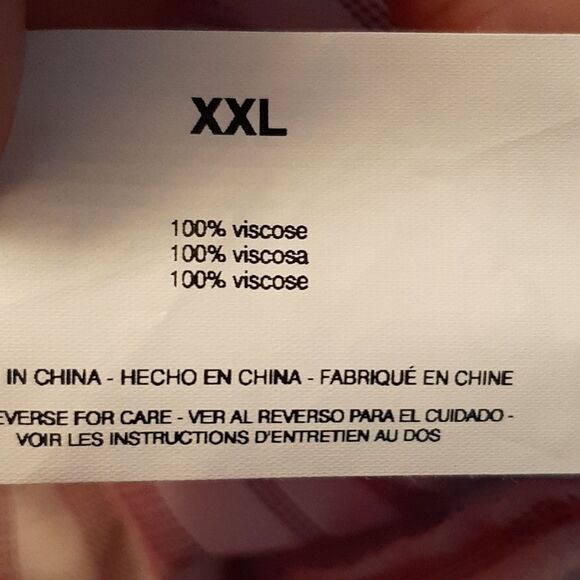 XXL
100% viscose
100% viscosa
100% viscose
IN CHINA - HECHO EN CHINA - FABRIQUÉ EN CHINE
EVERSE FOR CARE - VER AL REVERSO PARA EL CUIDADO -
VOIR LES INSTRUCTIONS D'ENTRETIEN AU DOS